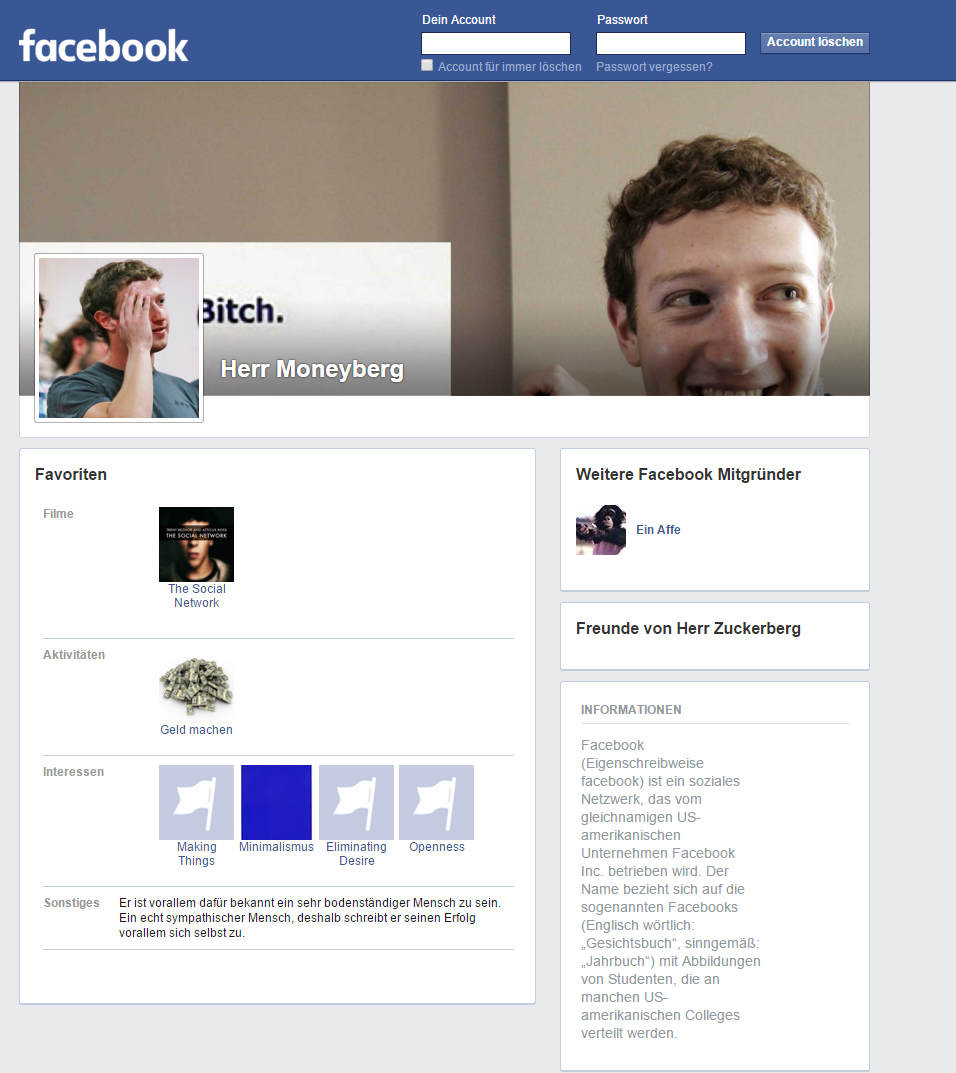 facebook
Dein Account
Passwort
Account löschen
Account für immer löschen
Passwort vergessen?
Bitch.
Herr Moneyberg
Favoriten
Filme
TRENT REZNOR AND ATTICUS ROSS
THE SOCIAL NETWORK
The Social
Network
Aktivitäten
Geld machen
Interessen
Making
Things
Minimalismus
Eliminating
Desire
Openness
Sonstiges
Er ist vorallem dafür bekannt ein sehr bodenständiger Mensch zu sein.
Ein echt sympathischer Mensch, deshalb schreibt er seinen Erfolg
vorallem sich selbst zu.
Weitere Facebook Mitgründer
Ein Affe
Freunde von Herr Zuckerberg
INFORMATIONEN
Facebook
(Eigenschreibweise
facebook) ist ein soziales
Netzwerk, das vom
gleichnamigen US-
amerikanischen
Unternehmen Facebook
Inc. betrieben wird. Der
Name bezieht sich auf die
sogenannten Facebooks
(Englisch wörtlich:
„Gesichtsbuch“, sinngemäß:
„Jahrbuch“) mit Abbildungen
von Studenten, die an
manchen US-
amerikanischen Colleges
verteilt werden.